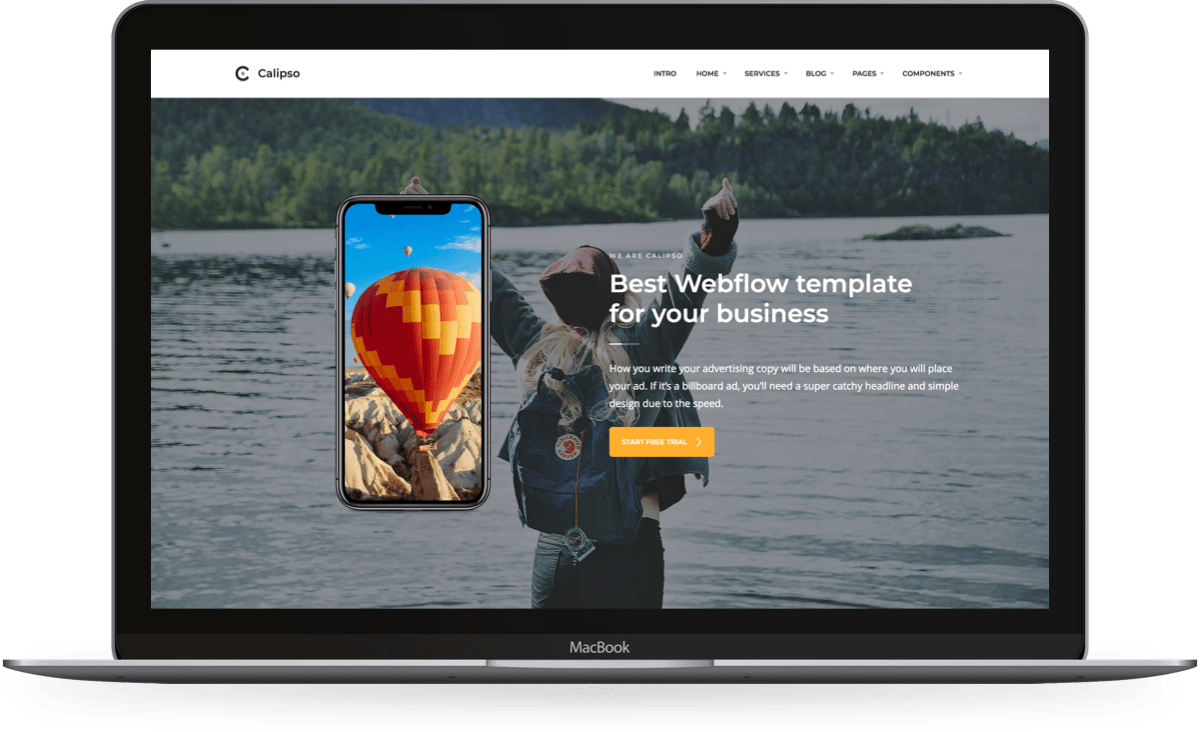 Calipso
INTRO HOME SERVICES BLOG PAGES COMPONENTS
WE ARE CALIPSO
Best Webflow template
for your business
How you write your advertising copy will be based on where you will place
your ad. If it's a billboard ad, you'll need a super catchy headline and simple
design due to the speed.
START FREE TRIAL
MacBook